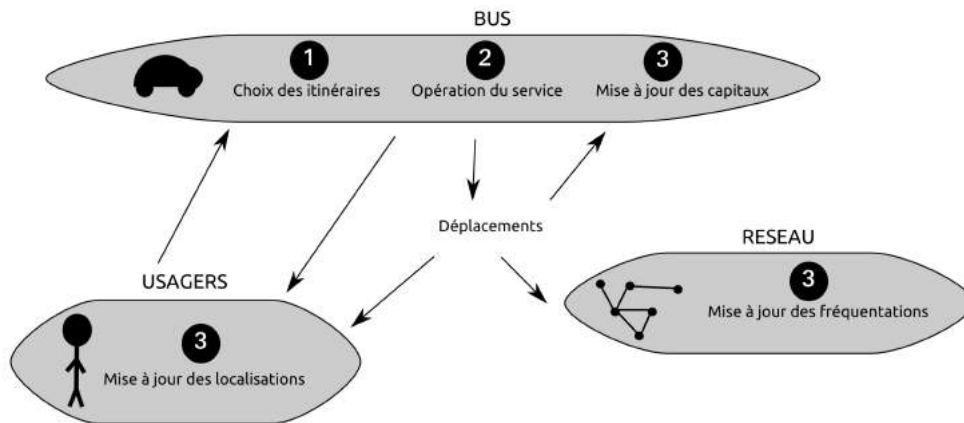 BUS
1 2 3
Choix des itinéraires Opération du service Mise à jour des capitaux
Déplacements
RESEAU
3
Mise à jour des fréquentations
USAGERS
3
Mise à jour des localisations